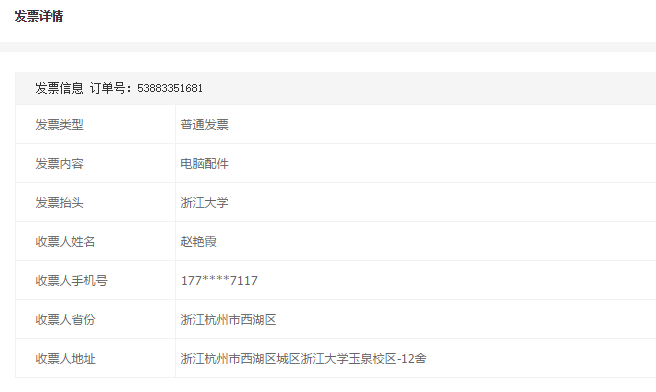 发票详情
发票信息 订单号：53883351681
发票类型 普通发票
发票内容 电脑配件
发票抬头 浙江大学
收票人姓名 赵艳霞
收票人手机号 177****7117
收票人省份 浙江杭州市西湖区
收票人地址 浙江杭州市西湖区城区浙江大学玉泉校区-12舍